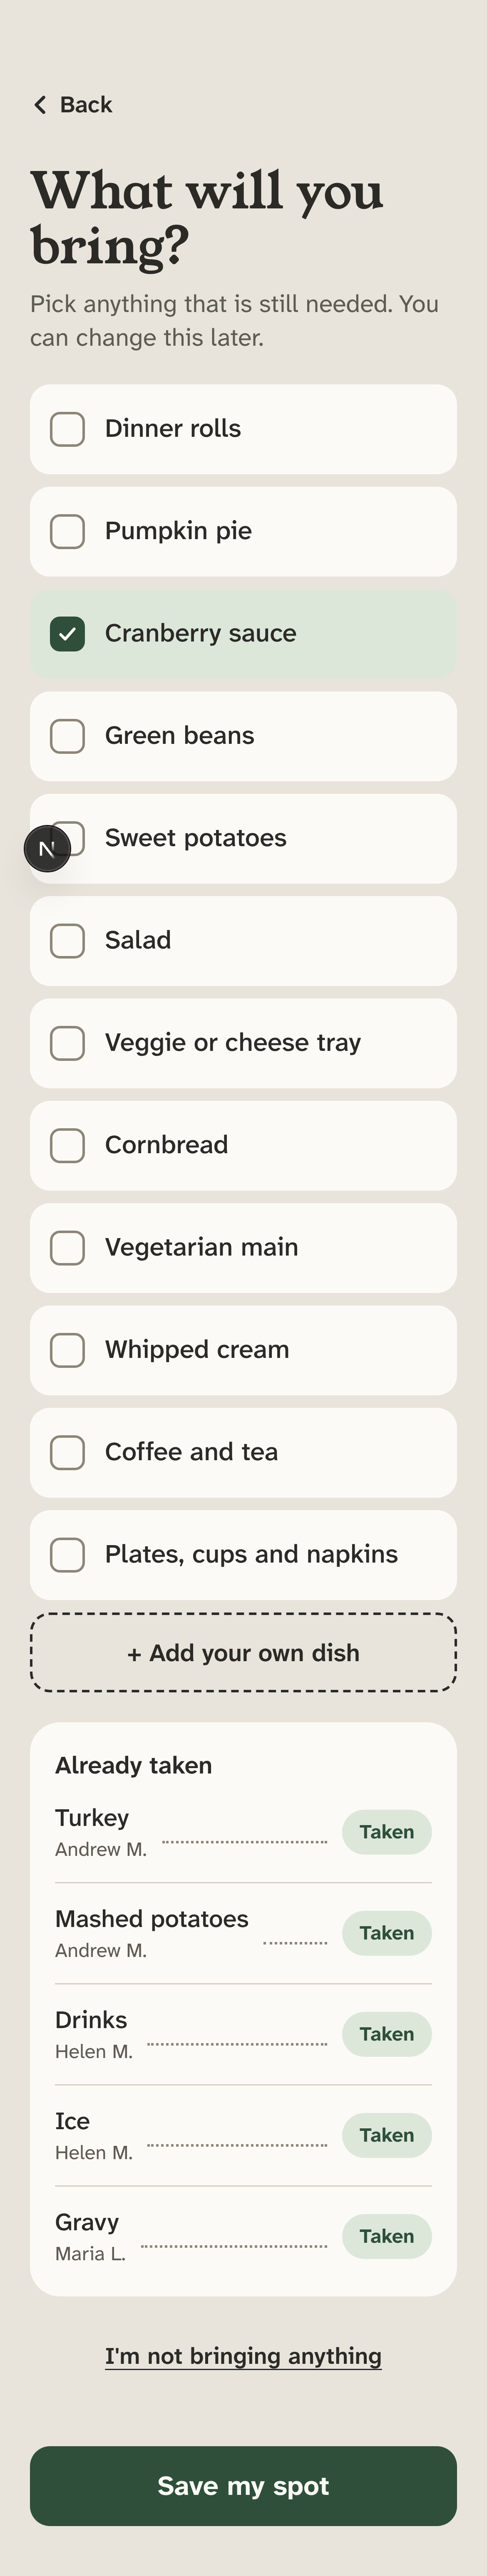 Back
What will you
bring?
Pick anything that is still needed. You
can change this later.
Dinner rolls
Pumpkin pie
Cranberry sauce
Green beans
N
Sweet potatoes
Salad
Veggie or cheese tray
Cornbread
Vegetarian main
Whipped cream
Coffee and tea
Plates, cups and napkins
+ Add your own dish
Already taken
Turkey
Andrew M.
Taken
Mashed potatoes
Andrew M.
Taken
Drinks
Helen M.
Taken
Ice
Helen M.
Taken
Gravy
Maria L.
Taken
I'm not bringing anything
Save my spot